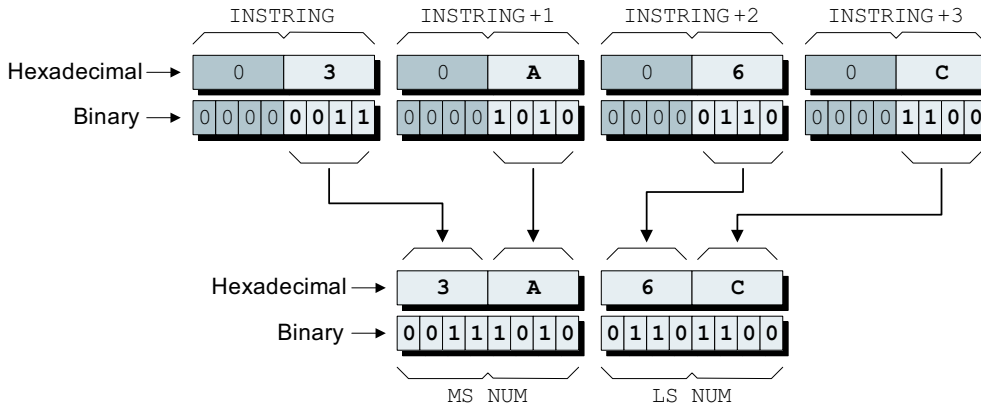 INSTRING INSTRING+1 INSTRING+2 INSTRING+3
Hexadecimal 0 3 0 A 0 6 0 C
Binary 0 0 0 0 0 0 1 1 0 0 0 0 1 0 1 0 0 0 0 0 0 1 1 0 0 0 0 0 1 1 0 0
Hexadecimal 3 A 6 C
Binary 0 0 1 1 1 0 1 0 0 1 1 0 1 1 0 0
MS NUM LS NUM